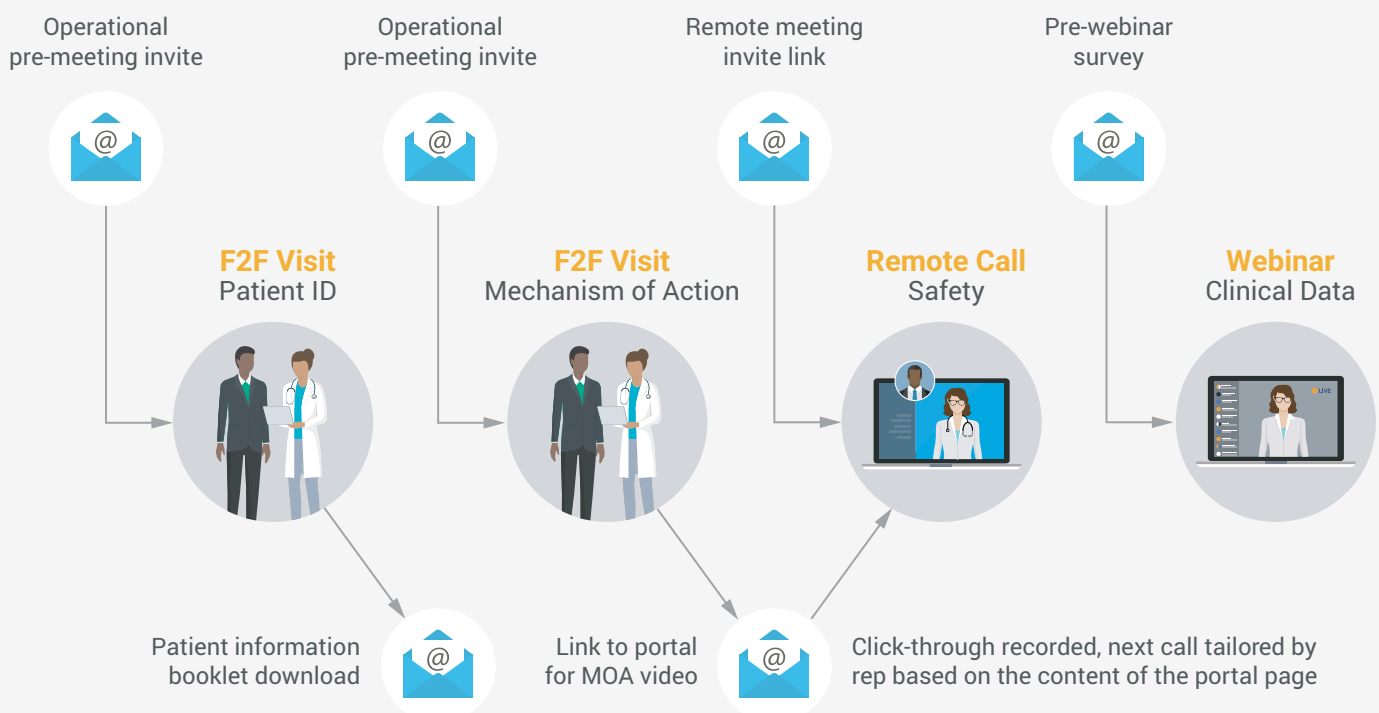 Operational
pre-meeting invite
Operational
pre-meeting invite
Remote meeting
invite link
Pre-webinar
survey
@
@
@
@
F2F Visit
Patient ID
F2F Visit
Mechanism of Action
Remote Call
Safety
Webinar
Clinical Data
LIVE
Patient information
booklet download
@
Link to portal
for MOA video
@
Click-through recorded, next call tailored by
rep based on the content of the portal page